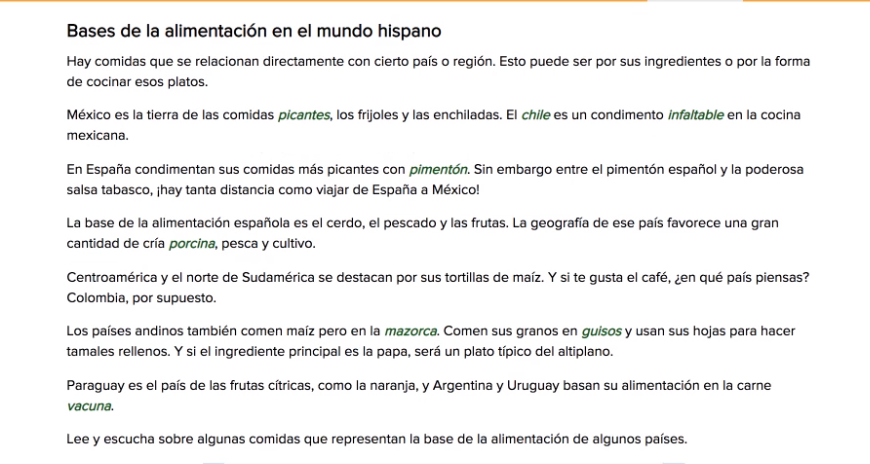 Bases de la alimentación en el mundo hispano
Hay comidas que se relacionan directamente con cierto país o región. Esto puede ser por sus ingredientes o por la forma
de cocinar esos platos.
México es la tierra de las comidas picantes, los frijoles y las enchiladas. El chile es un condimento infaltable en la cocina
mexicana.
En España condimentan sus comidas más picantes con pimentón. Sin embargo entre el pimentón español y la poderosa
salsa tabasco, ¡hay tanta distancia como viajar de España a México!
La base de la alimentación española es el cerdo, el pescado y las frutas. La geografía de ese país favorece una gran
cantidad de cría porcina, pesca y cultivo.
Centroamérica y el norte de Sudamérica se destacan por sus tortillas de maíz. Y si te gusta el café, ¿en qué país piensas?
Colombia, por supuesto.
Los países andinos también comen maíz pero en la mazorca. Comen sus granos en guisos y usan sus hojas para hacer
tamales rellenos. Y si el ingrediente principal es la papa, será un plato típico del altiplano.
Paraguay es el país de las frutas cítricas, como la naranja, y Argentina y Uruguay basan su alimentación en la carne
vacuna.
Lee y escucha sobre algunas comidas que representan la base de la alimentación de algunos países.